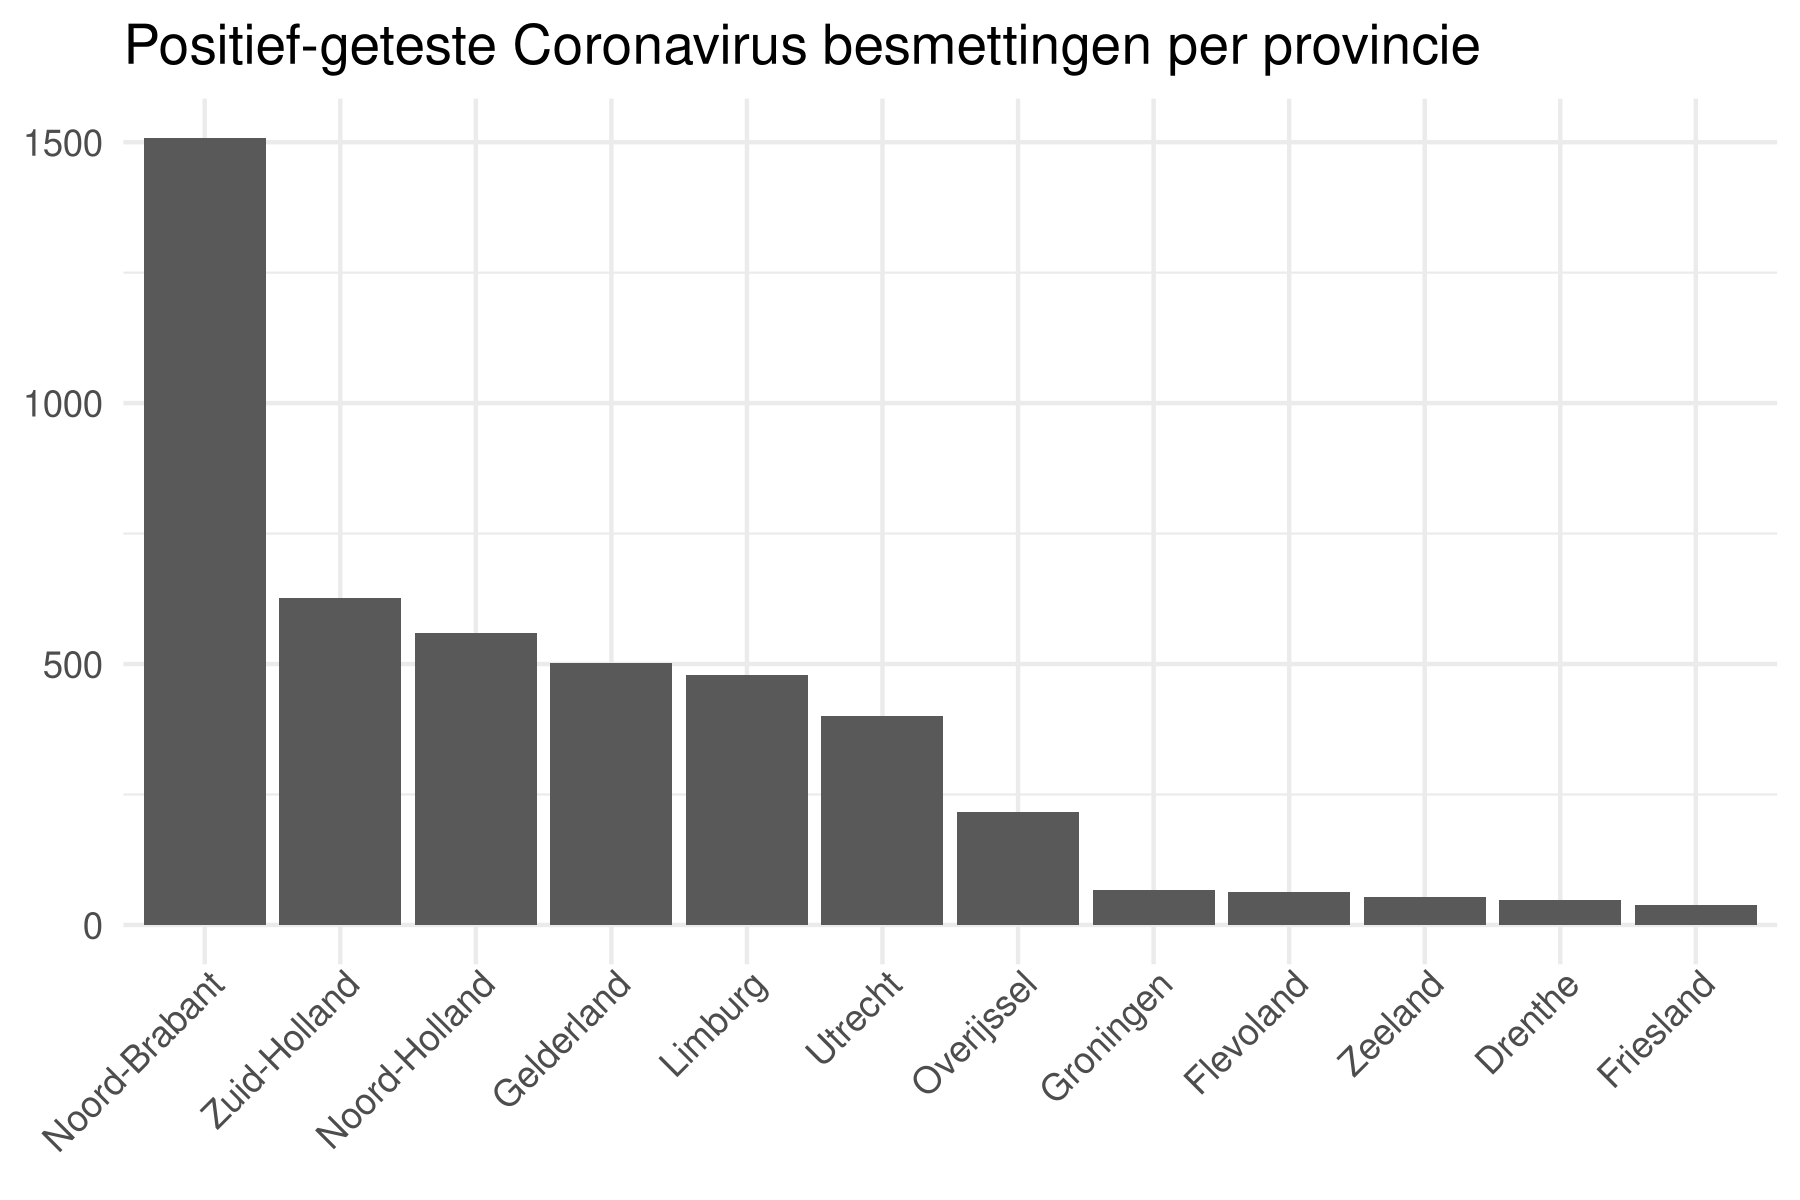 Positief-geteste Coronavirus besmettingen per provincie
1500
1000
500
0
Noord-Brabant
Zuid-Holland
Noord-Holland
Gelderland
Limburg
Utrecht
Overijssel
Groningen
Flevoland
Zeeland
Drenthe
Friesland